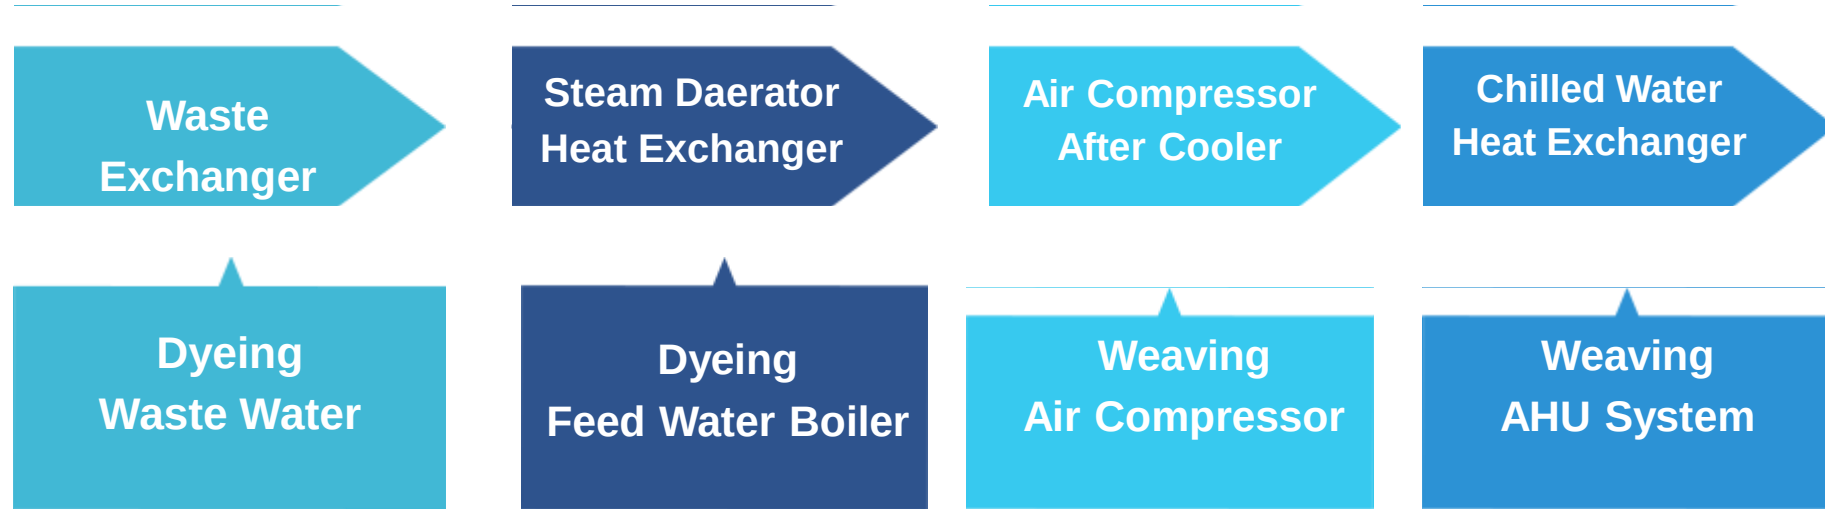 Waste
Exchanger
Steam Daerator
Heat Exchanger
Air Compressor
After Cooler
Chilled Water
Heat Exchanger
Dyeing
Waste Water
Dyeing
Feed Water Boiler
Weaving
Air Compressor
Weaving
AHU System